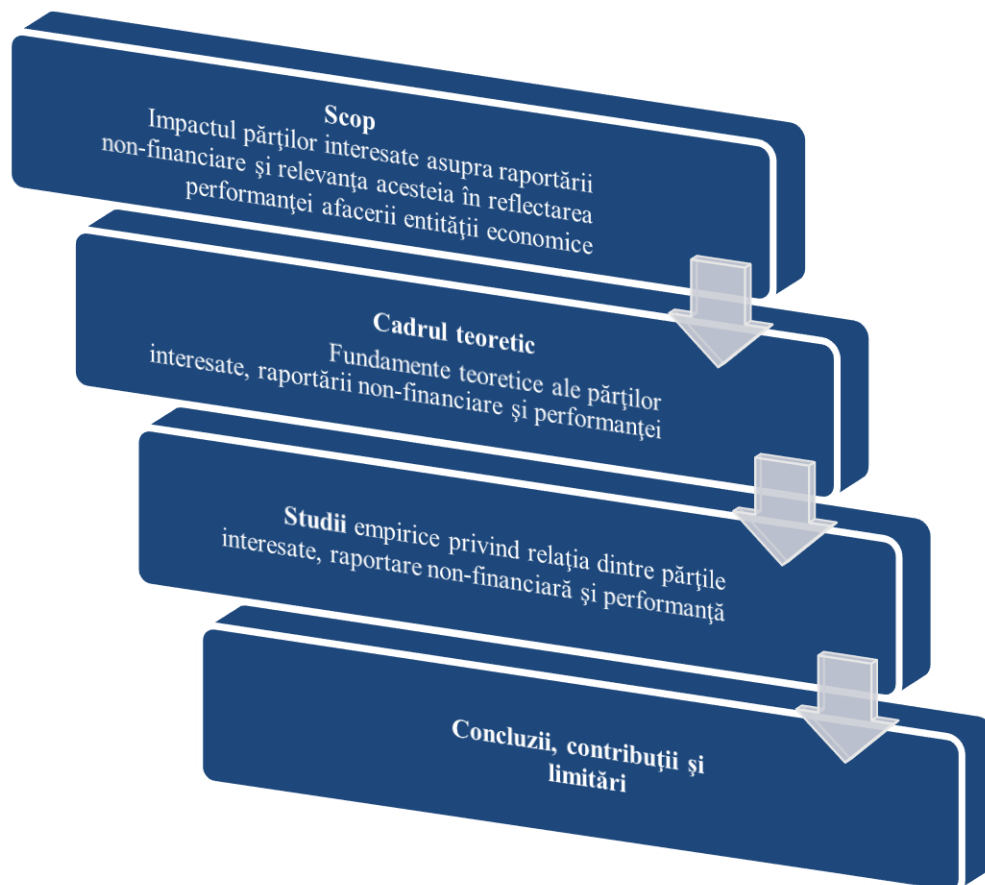 Scop
Impactul părților interesate asupra raportării
non-financiare şi relevanţa acesteia în reflectarea
performanţei afacerii entităţii economice
Cadrul teoretic
Fundamente teoretice ale părţilor
interesate, raportării non-financiare şi performanţei
Studii empirice privind relaţia dintre părţile
interesate, raportare non-financiară şi performanţă
Concluzii, contribuţii şi
limitări